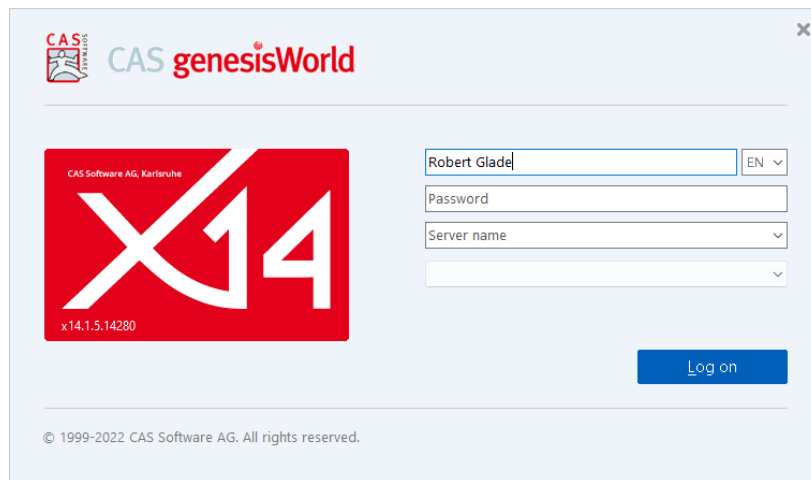 CAS
SOFTWARE
CAS genesisWorld
CAS Software AG, Karlsruhe
x14
x14.1.5.14280
Robert Glade
EN
Password
Server name
Log on
© 1999-2022 CAS Software AG. All rights reserved.